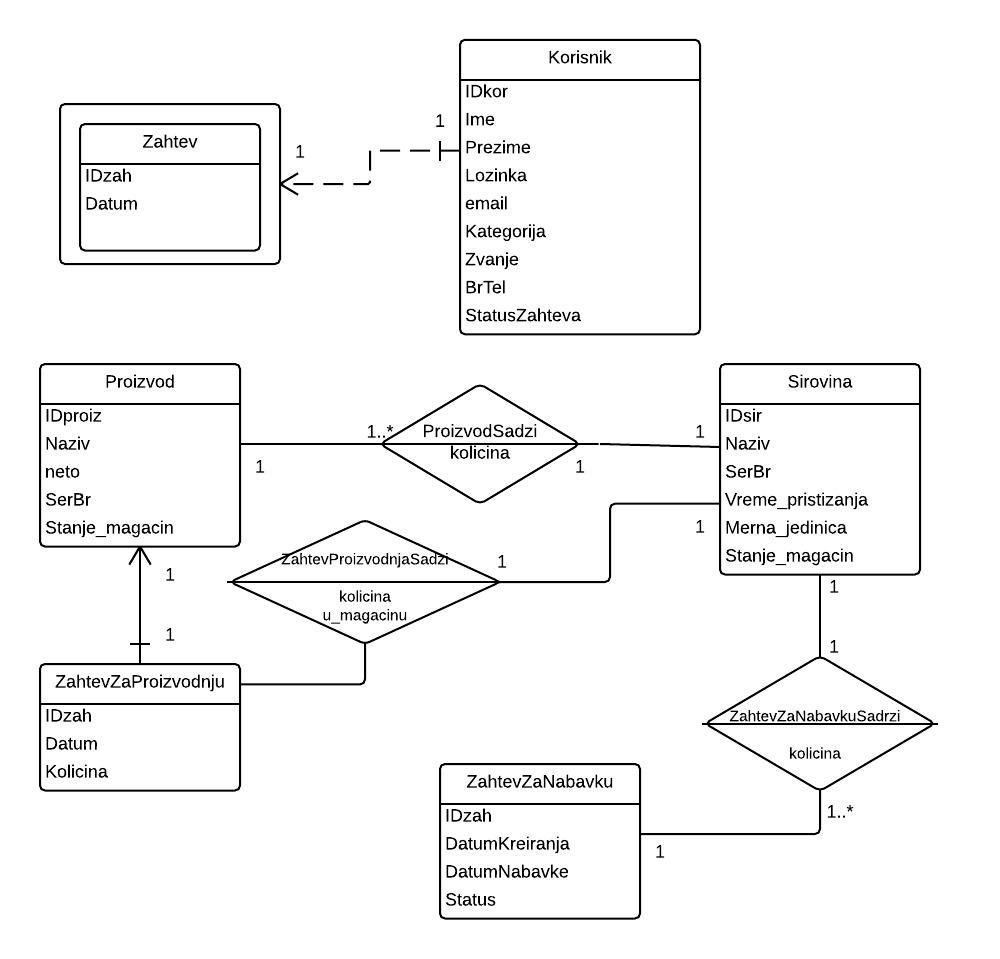 Korisnik
IDkor
Ime
Prezime
Lozinka
email
Kategorija
Zvanje
BrTel
StatusZahteva
1
1
Zahtev
IDzah
Datum
Proizvod
IDproiz
Naziv
neto
SerBr
Stanje_magacin
1..*
1
ProizvodSadzi
kolicina
1
1
Sirovina
IDsir
Naziv
SerBr
Vreme_pristizanja
Merna_jedinica
Stanje_magacin
1
1
ZahtevProizvodnjaSadzi
kolicina
u_magacinu
1
1
ZahtevZaProizvodnju
IDzah
Datum
Kolicina
1
1
ZahtevZaNabavkuSadrzi
kolicina
1..*
1
ZahtevZaNabavku
IDzah
DatumKreiranja
DatumNabavke
Status